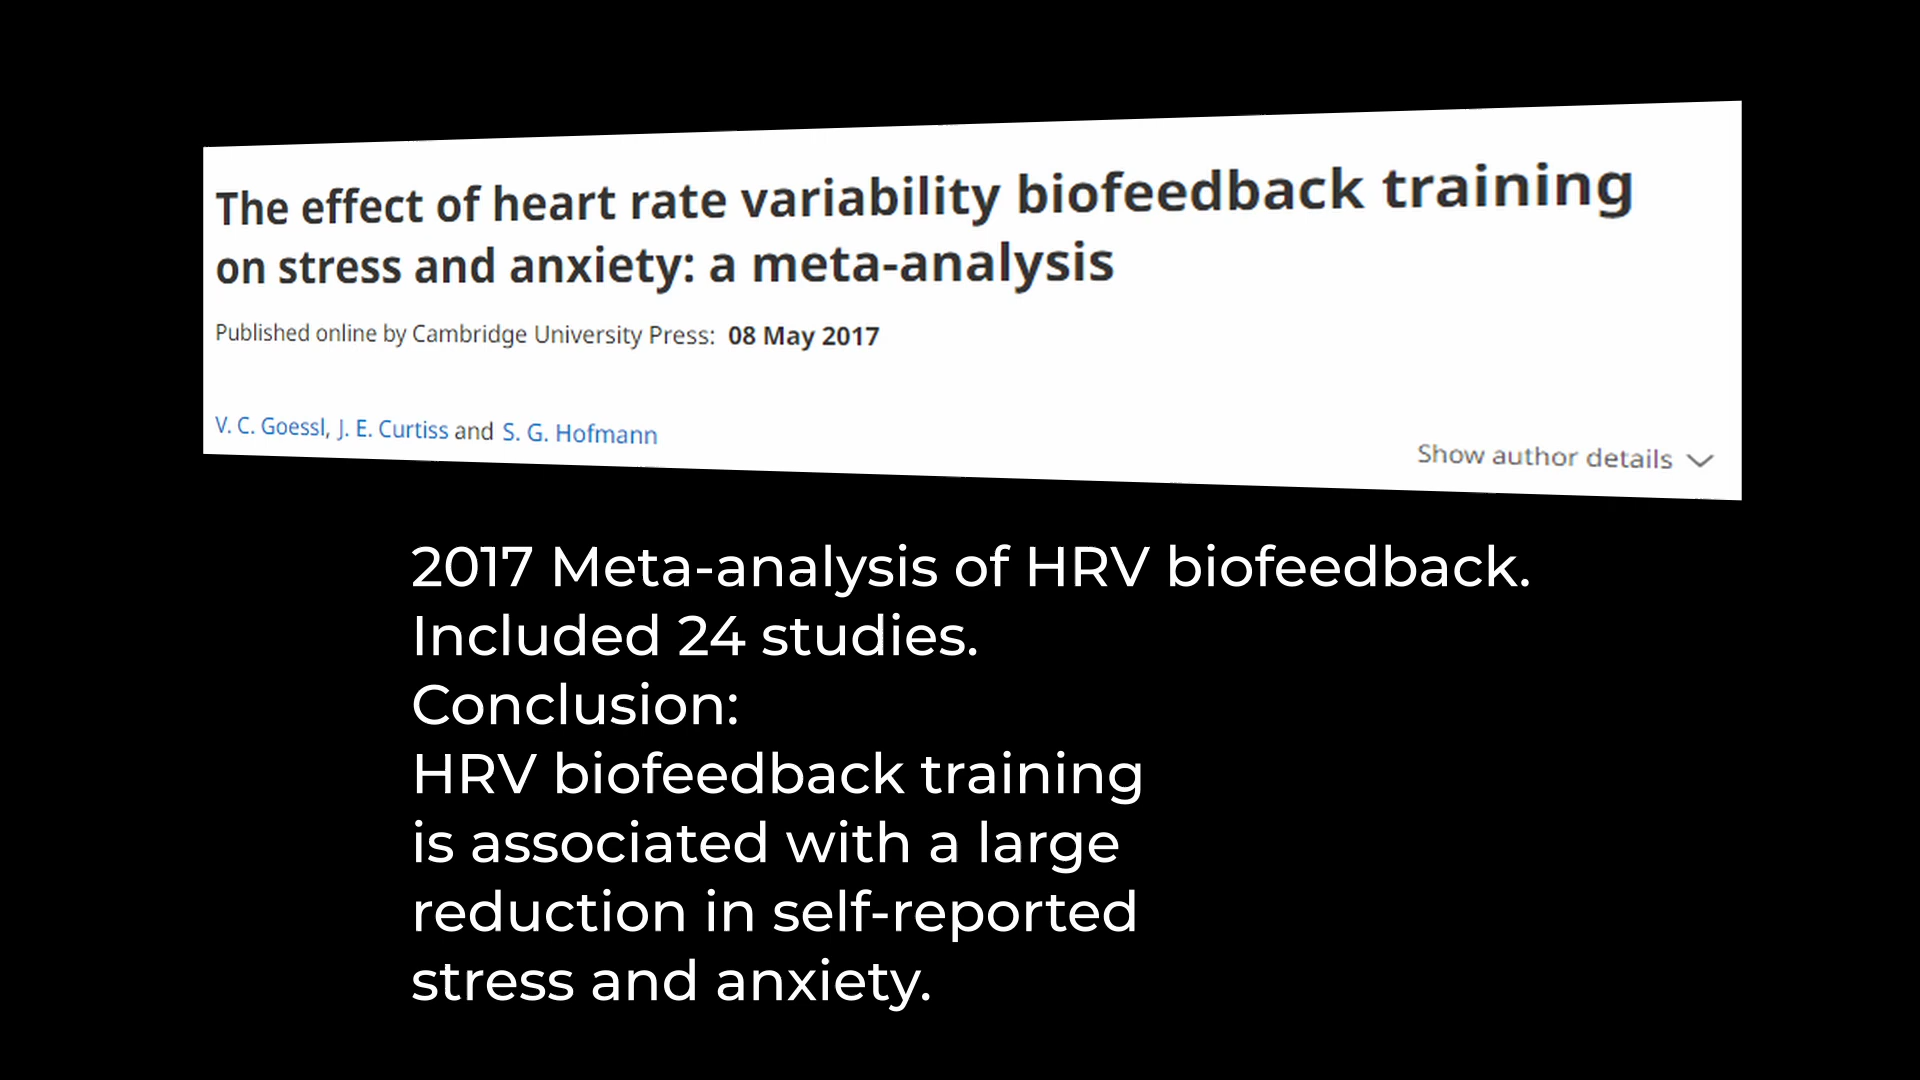 The effect of heart rate variability biofeedback training
on stress and anxiety: a meta-analysis
Published online by Cambridge University Press: 08 May 2017
V. C. Goessl, J. E. Curtiss and S. G. Hofmann
Show author details
2017 Meta-analysis of HRV biofeedback.
Included 24 studies.
Conclusion:
HRV biofeedback training
is associated with a large
reduction in self-reported
stress and anxiety.